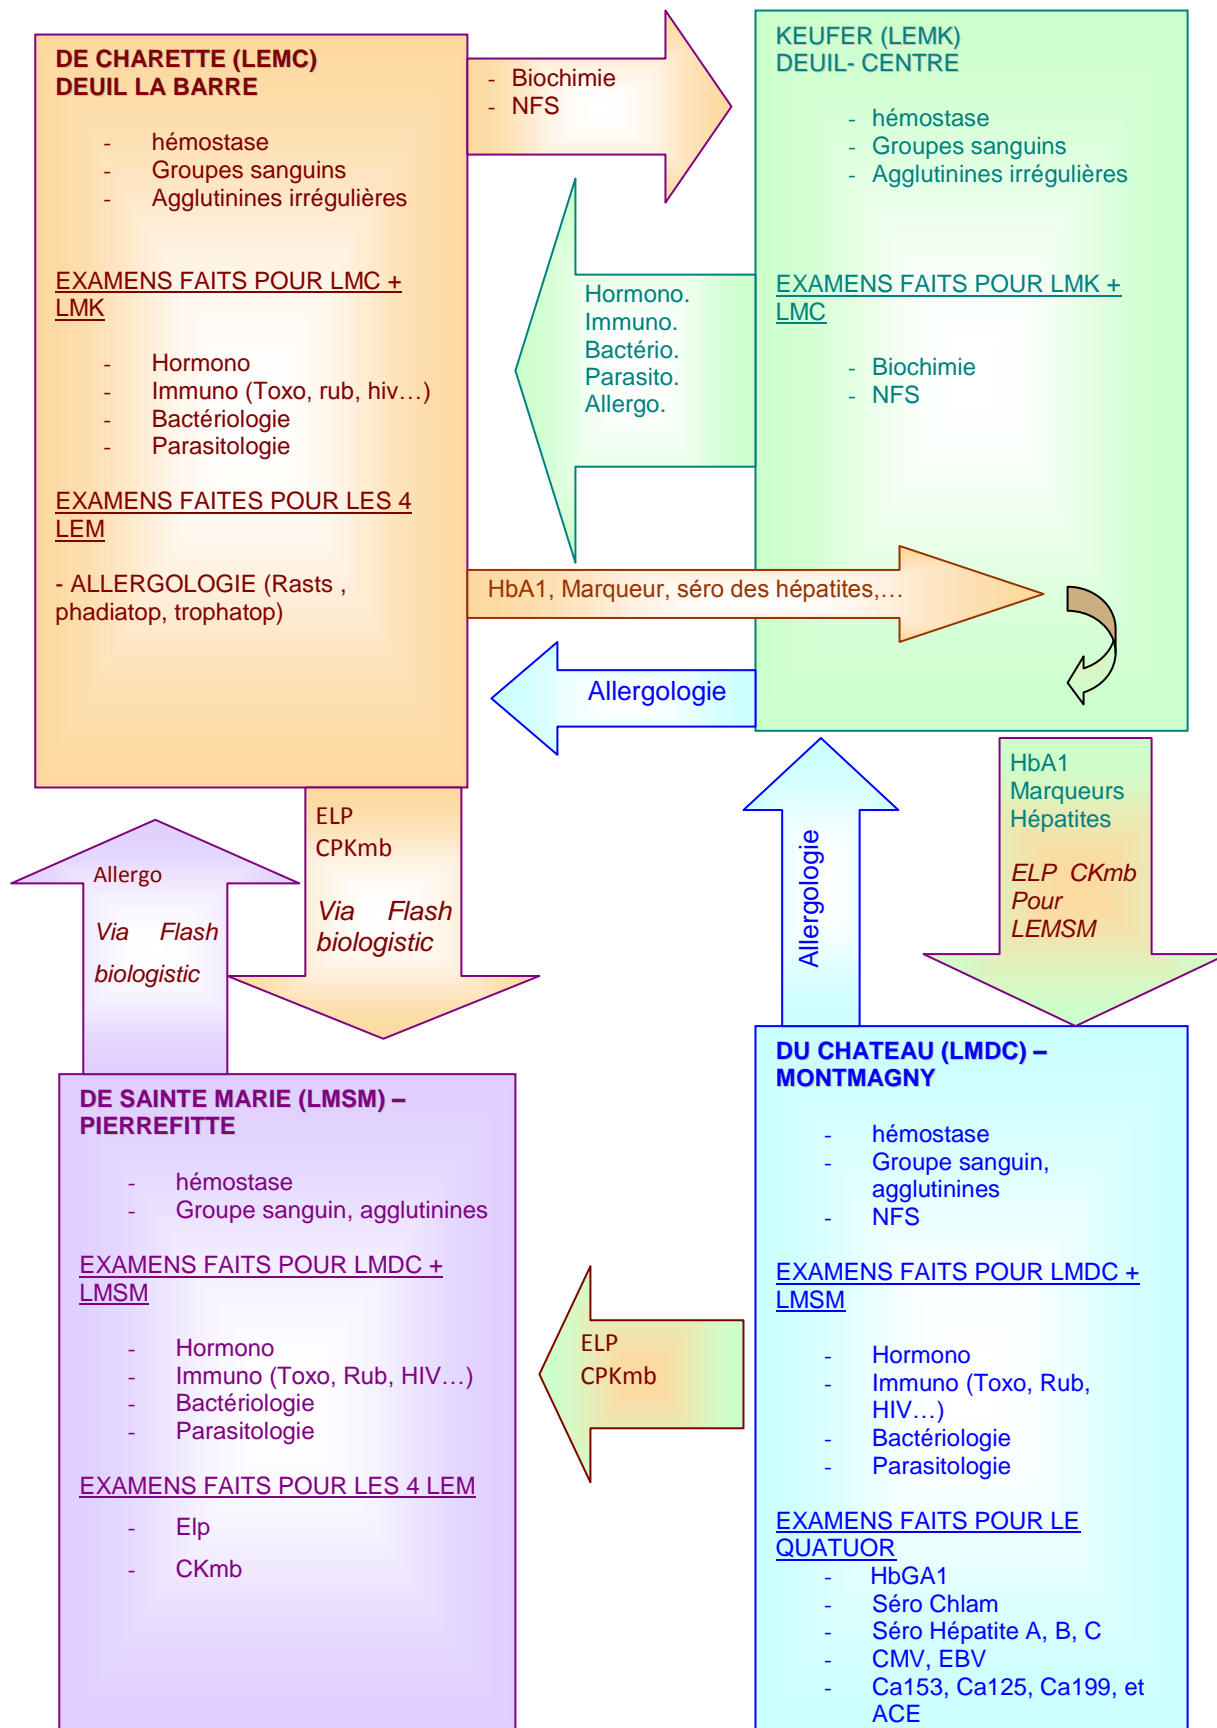 DE CHARETTE (LEMC)
DEUIL LA BARRE
- hémostase
- Groupes sanguins
- Agglutinines irrégulières
EXAMENS FAITS POUR LMC +
LMK
- Hormono
- Immuno (Toxo, rub, hiv…)
- Bactériologie
- Parasitologie
EXAMENS FAITES POUR LES 4
LEM
- ALLERGOLOGIE (Rasts ,
phadiatop, trophatop)
- Biochimie
- NFS
KEUFER (LEMK)
DEUIL- CENTRE
- hémostase
- Groupes sanguins
- Agglutinines irrégulières
EXAMENS FAITS POUR LMK +
LMC
- Biochimie
- NFS
Hormono.
Immuno.
Bactério.
Parasito.
Allergo.
HbA1, Marqueur, séro des hépatites,…
Allergologie
ELP
CPKmb
Via Flash
biologistic
Allergo
Via Flash
biologistic
Allergologie
HbA1
Marqueurs
Hépatites
ELP CKmb
Pour
LEMSM
DE SAINTE MARIE (LMSM) –
PIERREFITTE
- hémostase
- Groupe sanguin, agglutinines
EXAMENS FAITS POUR LMDC +
LMSM
- Hormono
- Immuno (Toxo, Rub, HIV…)
- Bactériologie
- Parasitologie
EXAMENS FAITS POUR LES 4 LEM
- Elp
- CKmb
ELP
CPKmb
DU CHATEAU (LMDC) –
MONTMAGNY
- hémostase
- Groupe sanguin,
agglutinines
- NFS
EXAMENS FAITS POUR LMDC +
LMSM
- Hormono
- Immuno (Toxo, Rub,
HIV…)
- Bactériologie
- Parasitologie
EXAMENS FAITS POUR LE
QUATUOR
- HbGA1
- Séro Chlam
- Séro Hépatite A, B, C
- CMV, EBV
- Ca153, Ca125, Ca199, et
ACE